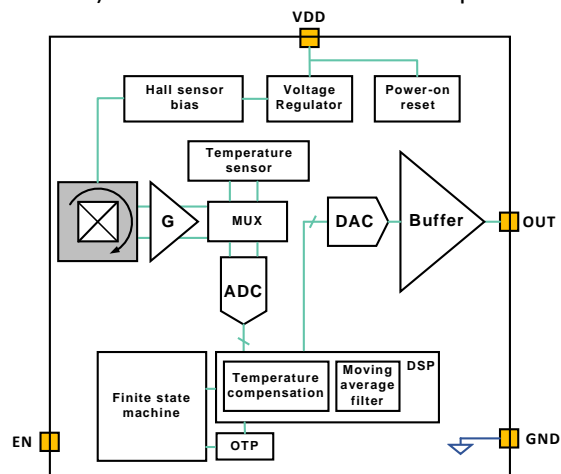 VDD
Hall sensor
bias
Voltage
Regulator
Power-on
reset
Temperature
sensor
G
MUX
DAC
Buffer
OUT
ADC
DSP
Temperature
compensation
Moving
average
filter
Finite state
machine
OTP
EN
GND